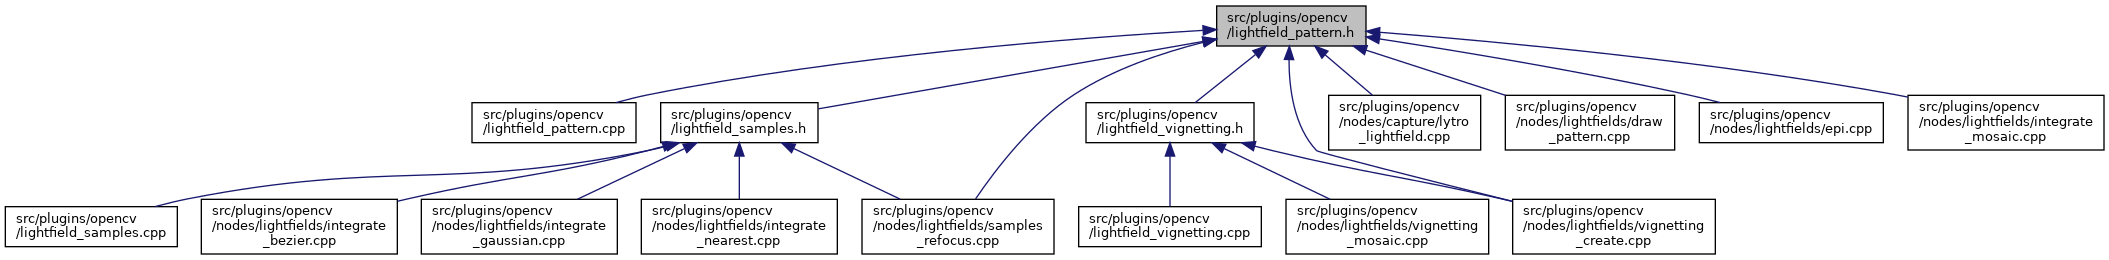 src/plugins/opencv
/lightfield_pattern.h
src/plugins/opencv
/lightfield_pattern.cpp
src/plugins/opencv
/lightfield_samples.h
src/plugins/opencv
/lightfield_vignetting.h
src/plugins/opencv
/nodes/capture/lytro
_lightfield.cpp
src/plugins/opencv
/nodes/lightfields/draw
_pattern.cpp
src/plugins/opencv
/nodes/lightfields/epi.cpp
src/plugins/opencv
/nodes/lightfields/integrate
_mosaic.cpp
src/plugins/opencv
/lightfield_samples.cpp
src/plugins/opencv
/nodes/lightfields/integrate
_bezier.cpp
src/plugins/opencv
/nodes/lightfields/integrate
_gaussian.cpp
src/plugins/opencv
/nodes/lightfields/integrate
_nearest.cpp
src/plugins/opencv
/nodes/lightfields/samples
_refocus.cpp
src/plugins/opencv
/lightfield_vignetting.cpp
src/plugins/opencv
/nodes/lightfields/vignetting
_mosaic.cpp
src/plugins/opencv
/nodes/lightfields/vignetting
_create.cpp